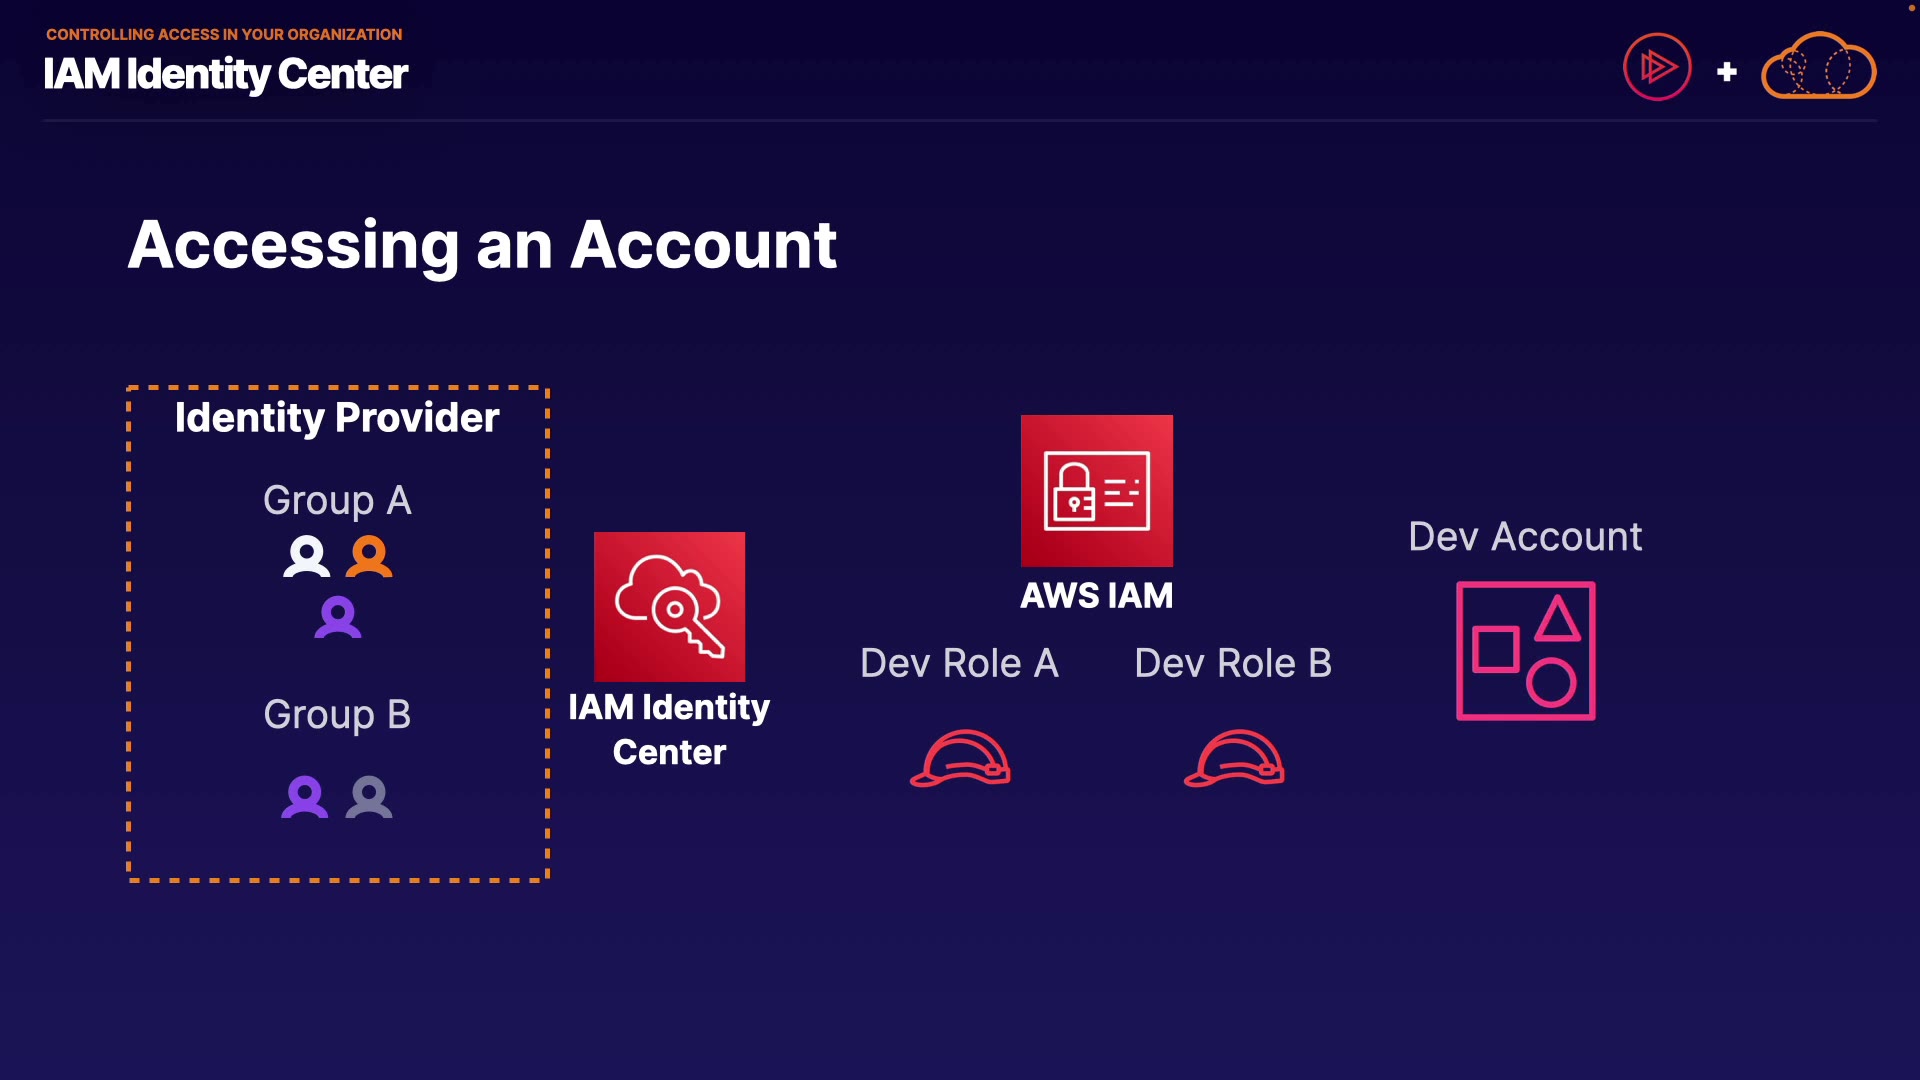 CONTROLLING ACCESS IN YOUR ORGANIZATION
IAM Identity Center
Accessing an Account
Identity Provider
Group A
Group B
IAM Identity
Center
AWS IAM
Dev Role A
Dev Role B
Dev Account